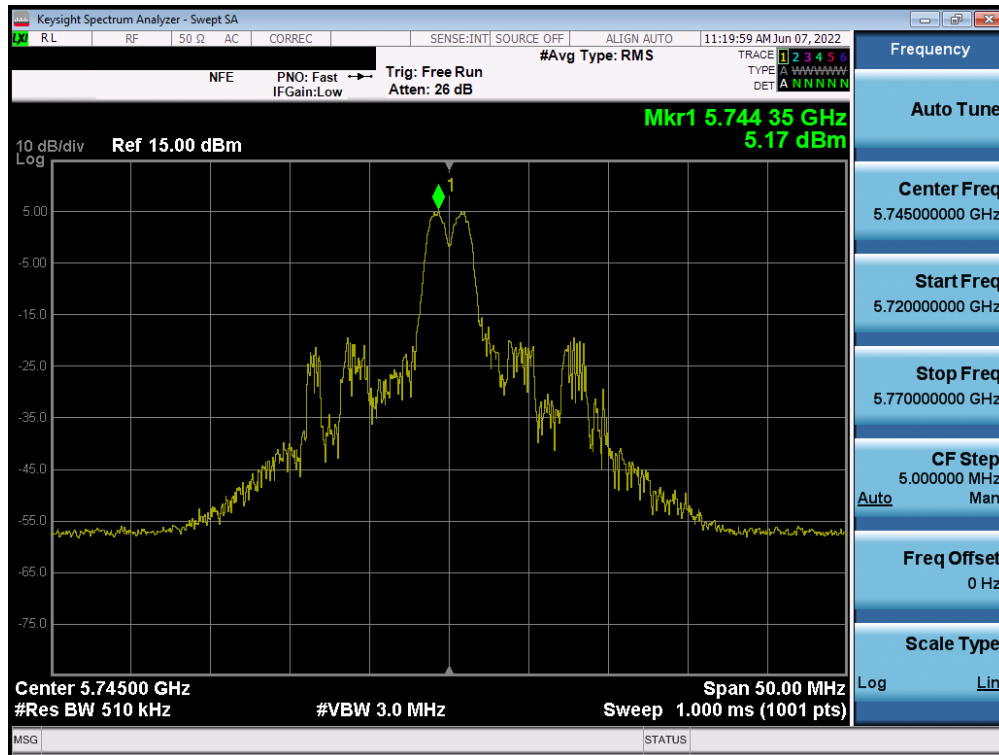 Keysight Spectrum Analyzer - Swept SA
LXI RL RF 50 Ω AC CORREC SENSE:INT SOURCE OFF ALIGN AUTO 11:19:59 AM Jun 07, 2022
NFE PNO: Fast Trig: Free Run #Avg Type: RMS TRACE 1 2 3 4 5 6
IFGain:Low Atten: 26 dB TYPE A WWWWW
DET A N N N N N
Mkr1 5.744 35 GHz
5.17 dBm
10 dB/div Ref 15.00 dBm
Log
1
5.00
-5.00
-15.0
-25.0
-35.0
-45.0
-55.0
-65.0
-75.0
Center 5.74500 GHz Span 50.00 MHz
#Res BW 510 kHz #VBW 3.0 MHz Sweep 1.000 ms (1001 pts)
MSG STATUS
Frequency
Auto Tune
Center Freq
5.745000000 GHz
Start Freq
5.720000000 GHz
Stop Freq
5.770000000 GHz
CF Step
5.000000 MHz
Auto Man
Freq Offset
0 Hz
Scale Type
Log Lin